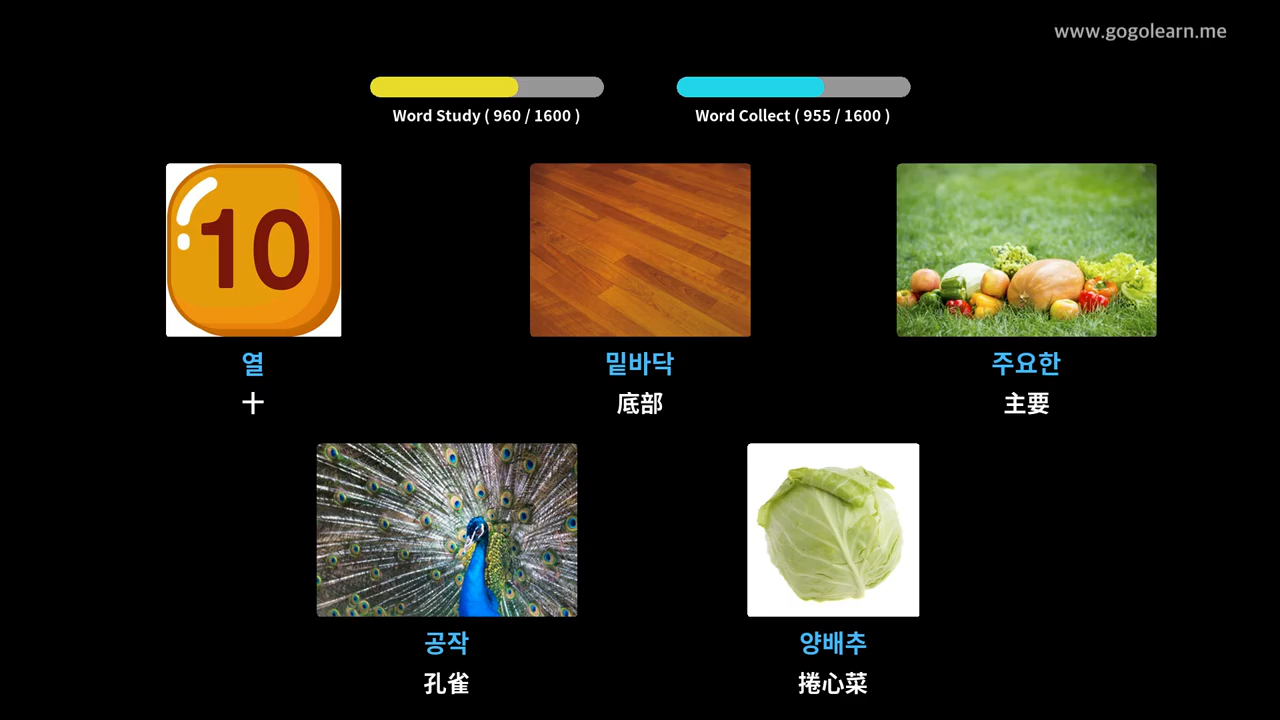 www.gogolearn.me
Word Study ( 960 / 1600 )
Word Collect ( 955 / 1600 )
10
열
十
밑바닥
底部
주요한
主要
공작
孔雀
양배추
捲心菜